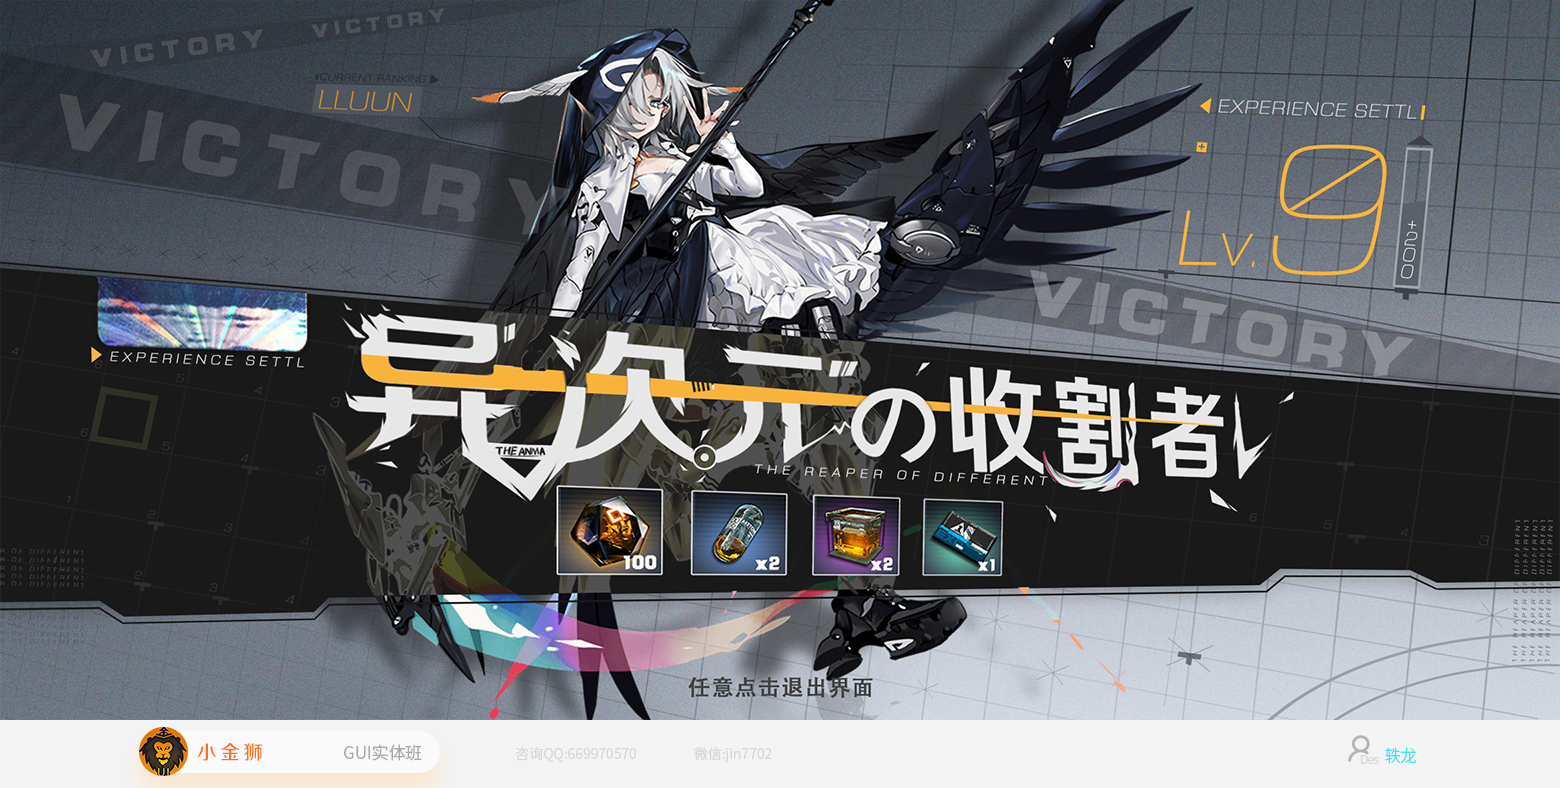 VICTORY
VICTORY
CURRENT RANKING
LLUUN
EXPERIENCE SETTL
VICTORY
Lv.9
+200
VICTORY
EXPERIENCE SETTL
异次元の收割者
THE ANMA
THE REAPER OF DIFFERENT
100
x2
x2
AS
x1
任意点击退出界面
小金狮
GUI实体班
咨询QQ:669970570
微信:jin7702
Des
轶龙